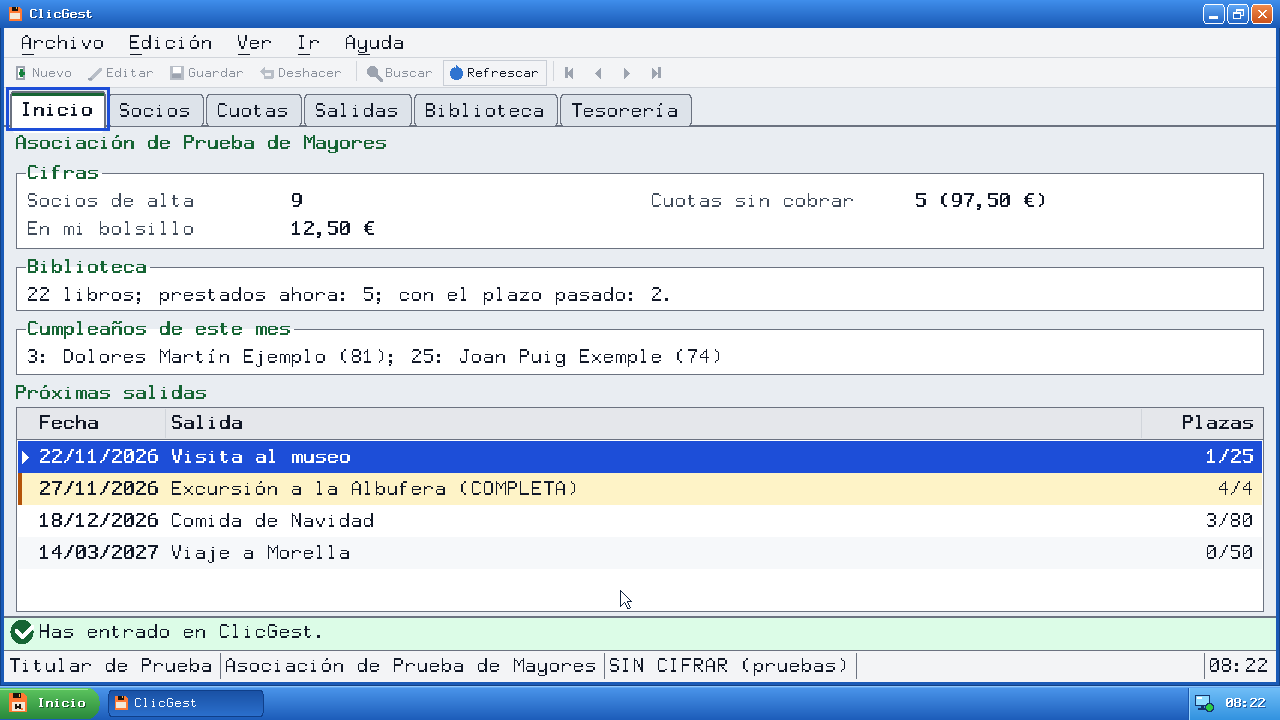 ClicGest
Archivo Edición Ver Ir Ayuda
Nuevo Editar Guardar Deshacer Buscar Refrescar
Inicio Socios Cuotas Salidas Biblioteca Tesorería
Asociación de Prueba de Mayores
Cifras
Socios de alta 9 Cuotas sin cobrar 5 (97,50 €)
En mi bolsillo 12,50 €
Biblioteca
22 libros; prestados ahora: 5; con el plazo pasado: 2.
Cumpleaños de este mes
3: Dolores Martín Ejemplo (81); 25: Joan Puig Exemple (74)
Próximas salidas
Fecha Salida Plazas
22/11/2026 Visita al museo 1/25
27/11/2026 Excursión a la Albufera (COMPLETA) 4/4
18/12/2026 Comida de Navidad 3/80
14/03/2027 Viaje a Morella 0/50
Has entrado en ClicGest.
Titular de Prueba Asociación de Prueba de Mayores SIN CIFRAR (pruebas) 08:22
Inicio ClicGest 08:22